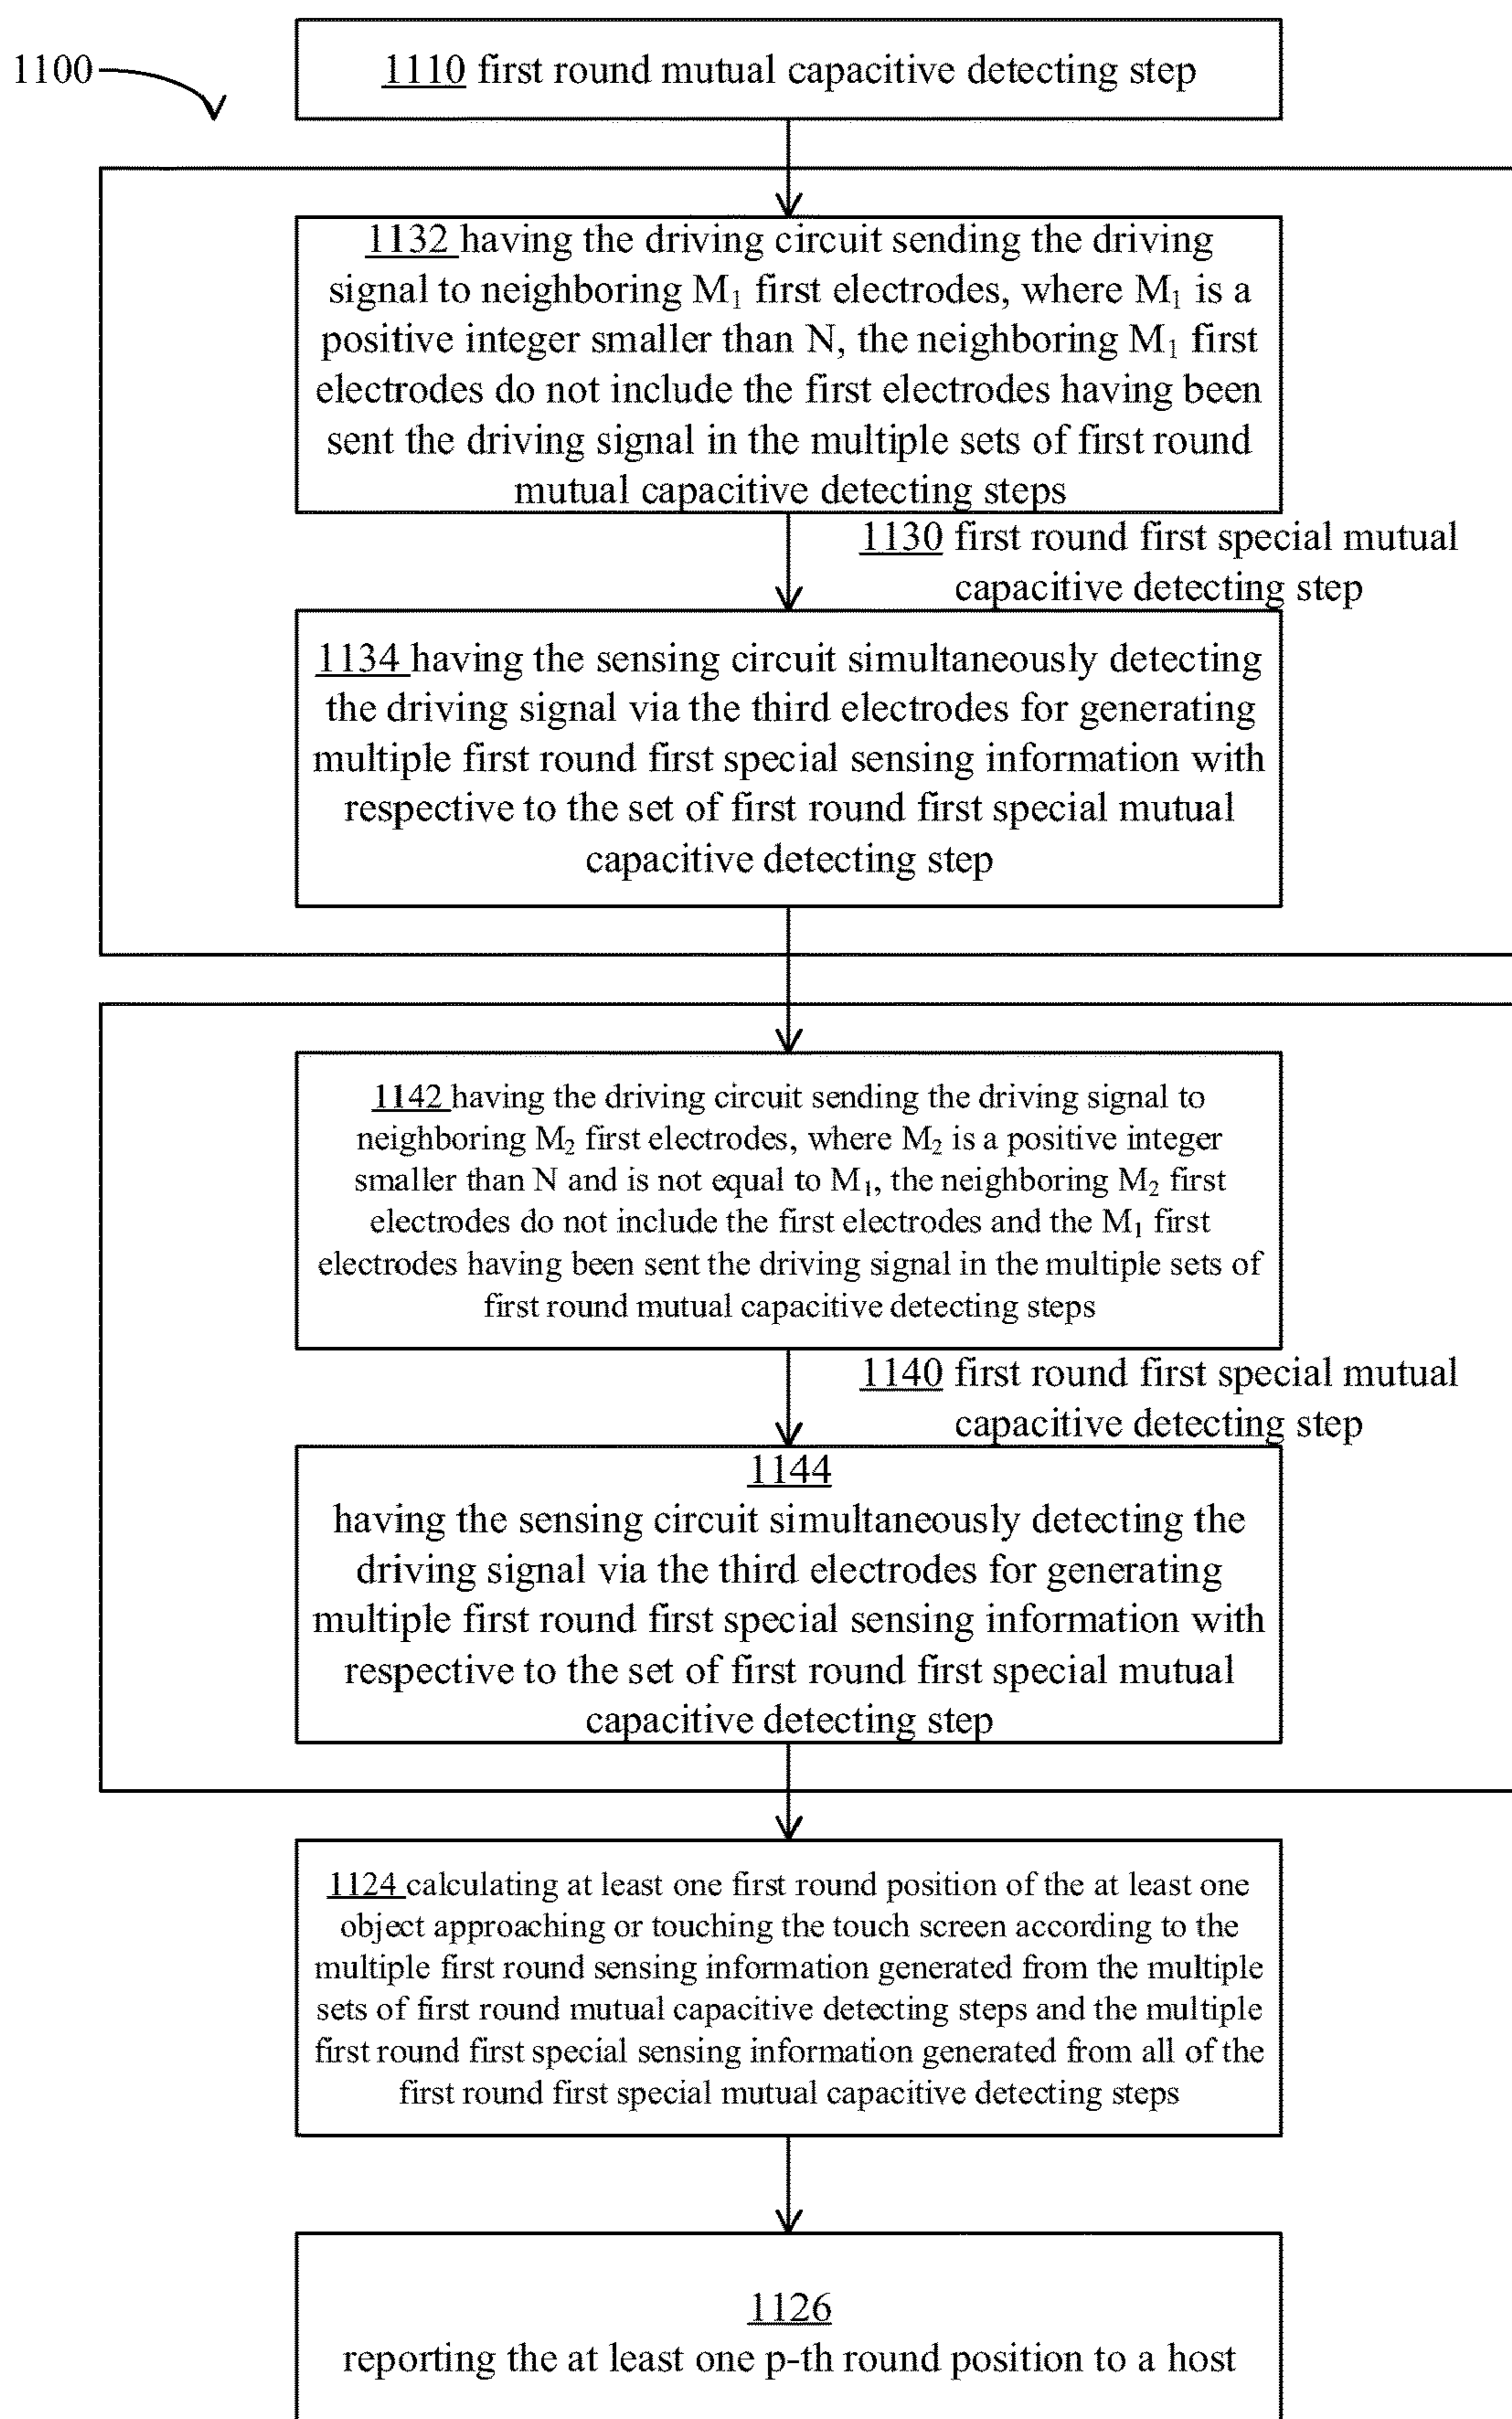 1100
1110 first round mutual capacitive detecting step
1132 having the driving circuit sending the driving
signal to neighboring M₁ first electrodes, where M₁ is a
positive integer smaller than N, the neighboring M₁ first
electrodes do not include the first electrodes having been
sent the driving signal in the multiple sets of first round
mutual capacitive detecting steps
1130 first round first special mutual
capacitive detecting step
1134 having the sensing circuit simultaneously detecting
the driving signal via the third electrodes for generating
multiple first round first special sensing information with
respective to the set of first round first special mutual
capacitive detecting step
1142 having the driving circuit sending the driving signal to
neighboring M₂ first electrodes, where M₂ is a positive integer
smaller than N and is not equal to M₁, the neighboring M₂ first
electrodes do not include the first electrodes and the M₁ first
electrodes having been sent the driving signal in the multiple sets of
first round mutual capacitive detecting steps
1140 first round first special mutual
capacitive detecting step
1144
having the sensing circuit simultaneously detecting the
driving signal via the third electrodes for generating
multiple first round first special sensing information with
respective to the set of first round first special mutual
capacitive detecting step
1124 calculating at least one first round position of the at least one
object approaching or touching the touch screen according to the
multiple first round sensing information generated from the multiple
sets of first round mutual capacitive detecting steps and the multiple
first round first special sensing information generated from all of the
first round first special mutual capacitive detecting steps
1126
reporting the at least one p-th round position to a host